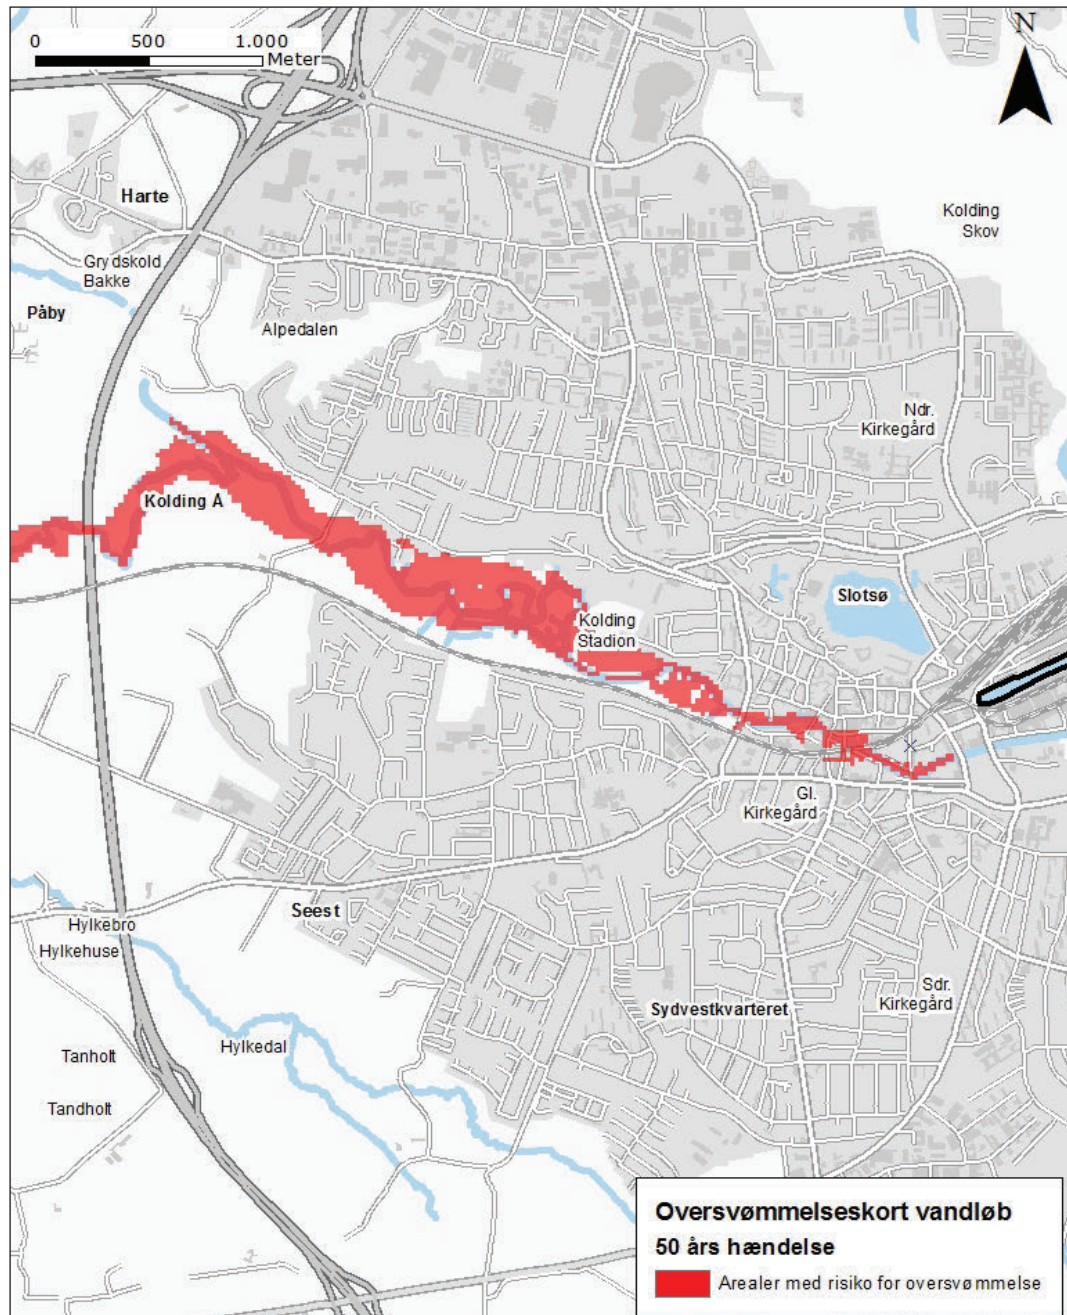 N
0 500 1.000
Meter
Harte
Kolding
Skov
Grydskold
Bakke
Påby
Alpedalen
Ndr.
Kirkegård
Kolding Å
Slotsø
Kolding
Stadion
Gl.
Kirkegård
Seest
Hylkebro
Hylkehuse
Sdr.
Kirkegård
Sydvestkvarteret
Hylkedal
Tanholt
Tandholt
Oversvømmelseskort vandløb
50 års hændelse
Arealer med risiko for oversvømmelse